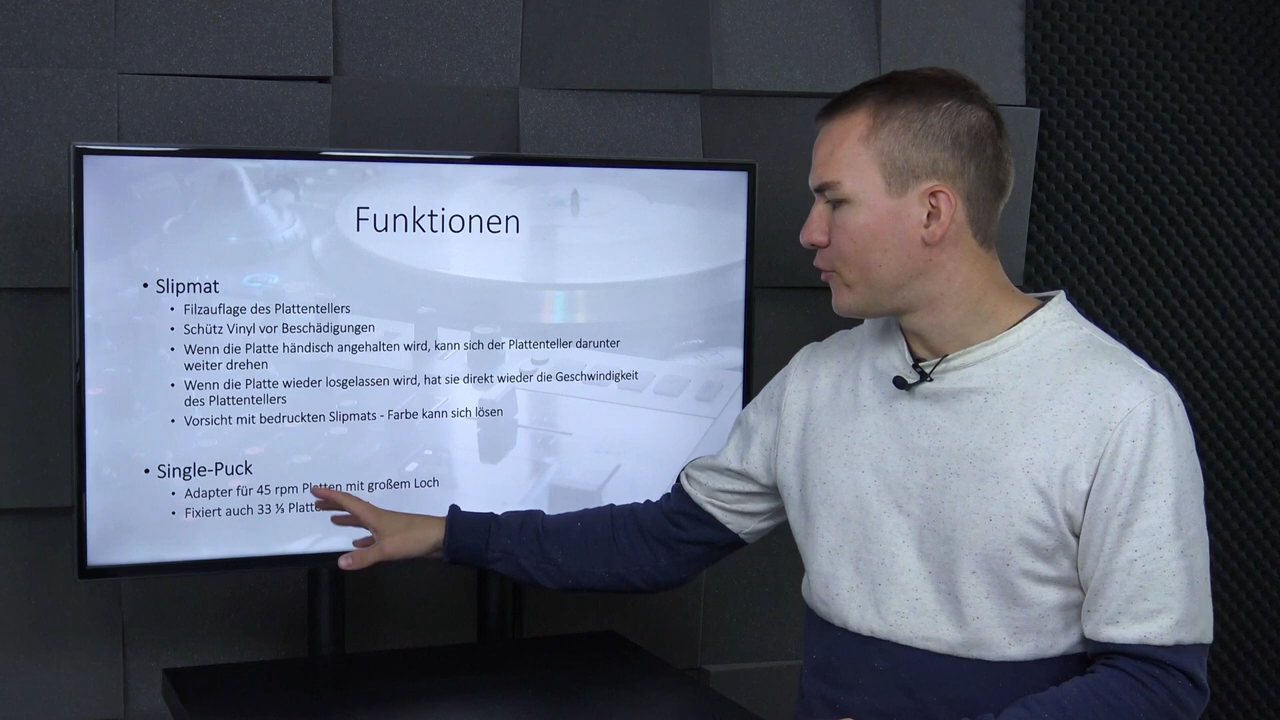 Funktionen
• Slipmat
• Filzauflage des Plattentellers
• Schütz Vinyl vor Beschädigungen
• Wenn die Platte händisch angehalten wird, kann sich der Plattenteller darunter
weiter drehen
• Wenn die Platte wieder losgelassen wird, hat sie direkt wieder die Geschwindigkeit
des Plattentellers
• Vorsicht mit bedruckten Slipmats - Farbe kann sich lösen
• Single-Puck
• Adapter für 45 rpm Platten mit großem Loch
• Fixiert auch 33 ⅓